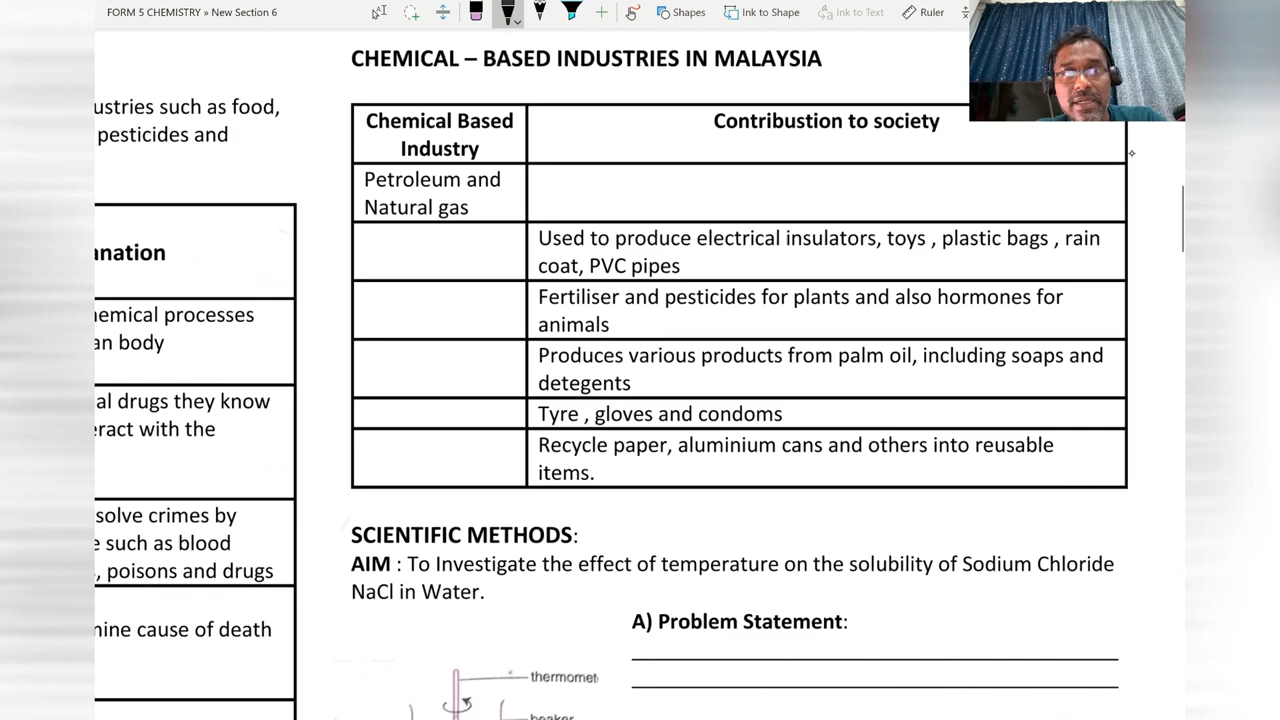 FORM 5 CHEMISTRY » New Section 6
Shapes
Ink to Shape
Ink to Text
Ruler
CHEMICAL – BASED INDUSTRIES IN MALAYSIA
ustries such as food,
pesticides and
anation
hemical processes
an body
al drugs they know
eract with the
solve crimes by
e such as blood
, poisons and drugs
nine cause of death
Chemical Based
Industry
Contribustion to society
Petroleum and
Natural gas
Used to produce electrical insulators, toys , plastic bags , rain
coat, PVC pipes
Fertiliser and pesticides for plants and also hormones for
animals
Produces various products from palm oil, including soaps and
detegents
Tyre , gloves and condoms
Recycle paper, aluminium cans and others into reusable
items.
SCIENTIFIC METHODS:
AIM : To Investigate the effect of temperature on the solubility of Sodium Chloride
NaCl in Water.
A) Problem Statement:
thermomet
beaker